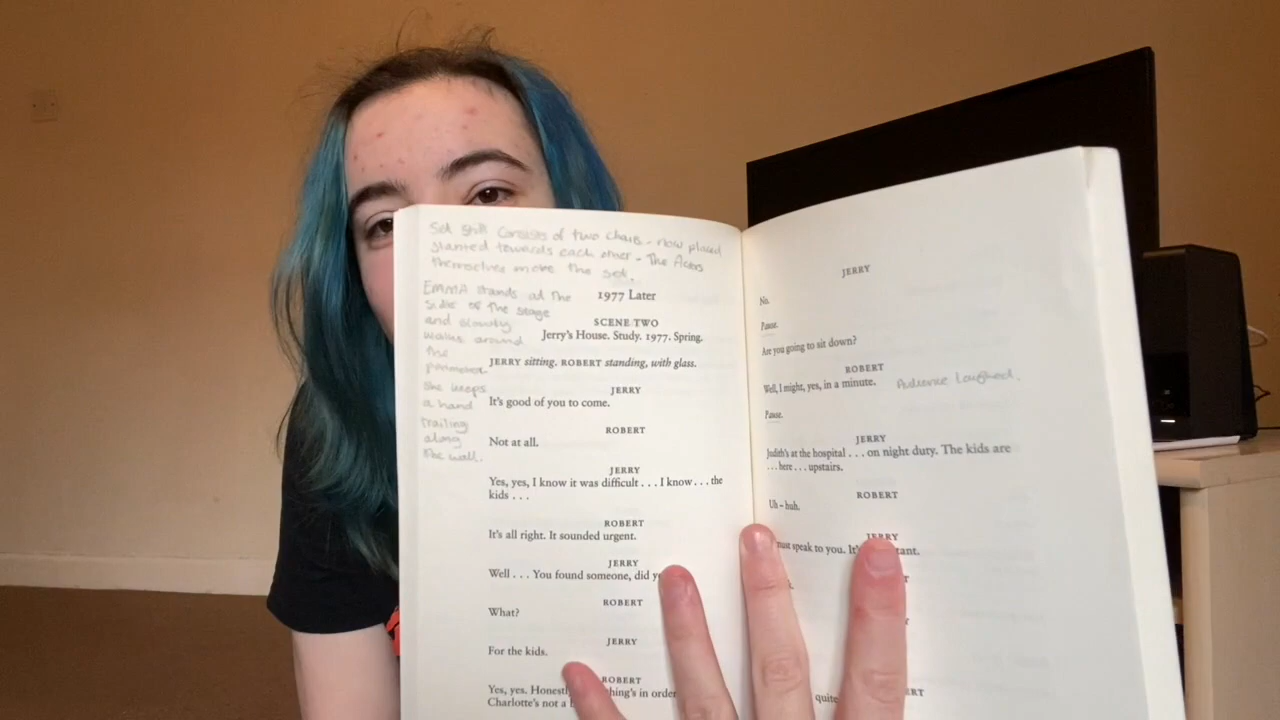 Set still consists of two chairs - now placed
slanted towards each other - The Actors
themselves move the set.
EMMA stands at the
side of the stage
and slowly
walks around
the
perimeter.
She keeps
a hand
trailing
along
the wall.
1977 Later
SCENE TWO
Jerry's House. Study. 1977. Spring.
JERRY sitting. ROBERT standing, with glass.
JERRY
It's good of you to come.
ROBERT
Not at all.
JERRY
Yes, yes, I know it was difficult . . . I know . . . the
kids . . .
ROBERT
It's all right. It sounded urgent.
JERRY
Well . . . You found someone, did
ROBERT
What?
JERRY
For the kids.
ROBERT
Yes, yes. in order
Charlotte's not a
JERRY
No.
Pause.
Are you going to sit down?
ROBERT
Well, I might, yes, in a minute. Audience Laughed.
Pause.
JERRY
Judith's at the hospital . . . on night duty. The kids are
. . . here . . . upstairs.
ROBERT
Uh – huh.
JERRY
speak to you.
quite